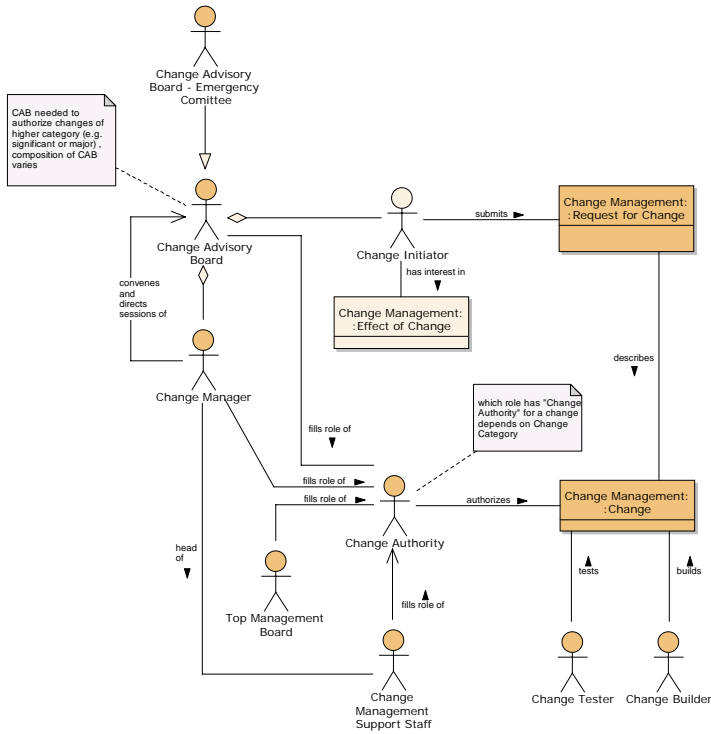 Change Advisory
Board - Emergency
Comittee
CAB needed to
authorize changes of
higher category (e.g.
significant or major) ,
composition of CAB
varies
Change Advisory
Board
Change Initiator
submits
Change Management:
:Request for Change
has interest in
Change Management:
:Effect of Change
convenes
and
directs
sessions of
Change Manager
describes
which role has "Change
Authority" for a change
depends on Change
Category
fills role of
fills role of
fills role of
authorizes
Change Management:
:Change
Change Authority
head
of
Top Management
Board
fills role of
tests
builds
Change
Management
Support Staff
Change Tester
Change Builder